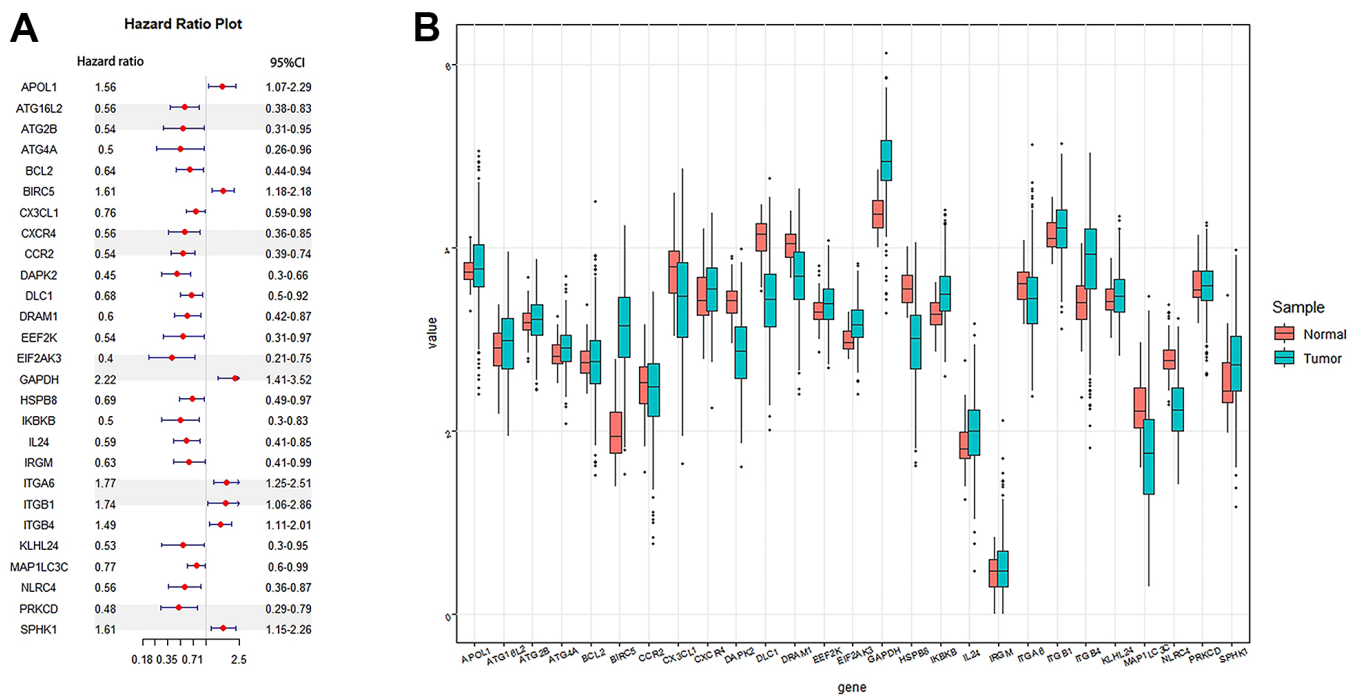 A
Hazard Ratio Plot
Hazard ratio 95%CI
APOL1 1.56 1.07-2.29
ATG16L2 0.56 0.38-0.83
ATG2B 0.54 0.31-0.95
ATG4A 0.5 0.26-0.96
BCL2 0.64 0.44-0.94
BIRC5 1.61 1.18-2.18
CX3CL1 0.76 0.59-0.98
CXCR4 0.56 0.36-0.85
CCR2 0.54 0.39-0.74
DAPK2 0.45 0.3-0.66
DLC1 0.68 0.5-0.92
DRAM1 0.6 0.42-0.87
EEF2K 0.54 0.31-0.97
EIF2AK3 0.4 0.21-0.75
GAPDH 2.22 1.41-3.52
HSPB8 0.69 0.49-0.97
IKBKB 0.5 0.3-0.83
IL24 0.59 0.41-0.85
IRGM 0.63 0.41-0.99
ITGA6 1.77 1.25-2.51
ITGB1 1.74 1.06-2.86
ITGB4 1.49 1.11-2.01
KLHL24 0.53 0.3-0.95
MAP1LC3C 0.77 0.6-0.99
NLRC4 0.56 0.36-0.87
PRKCD 0.48 0.29-0.79
SPHK1 1.61 1.15-2.26
0.18 0.35 0.71 2.5
B
value
6
4
2
0
APOL1 ATG16L2 ATG2B ATG4A BCL2 BIRC5 CCR2 CX3CL1 CXCR4 DAPK2 DLC1 DRAM1 EEF2K EIF2AK3 GAPDH HSPB8 IKBKB IL24 IRGM ITGA6 ITGB1 ITGB4 KLHL24 MAP1LC3C NLRC4 PRKCD SPHK1
gene
Sample
Normal
Tumor